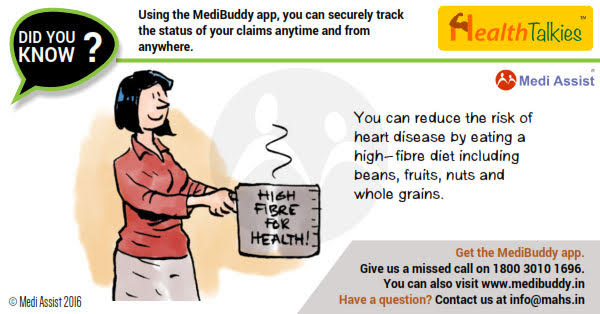 DID YOU
KNOW ?
Using the MediBuddy app, you can securely track
the status of your claims anytime and from
anywhere.
HealthTalkies™
Medi Assist®
You can reduce the risk of
heart disease by eating a
high-fibre diet including
beans, fruits, nuts and
whole grains.
HIGH
FIBRE
FOR
HEALTH!
Get the MediBuddy app.
Give us a missed call on 1800 3010 1696.
You can also visit www.medibuddy.in
Have a question? Contact us at info@mahs.in
© Medi Assist 2016